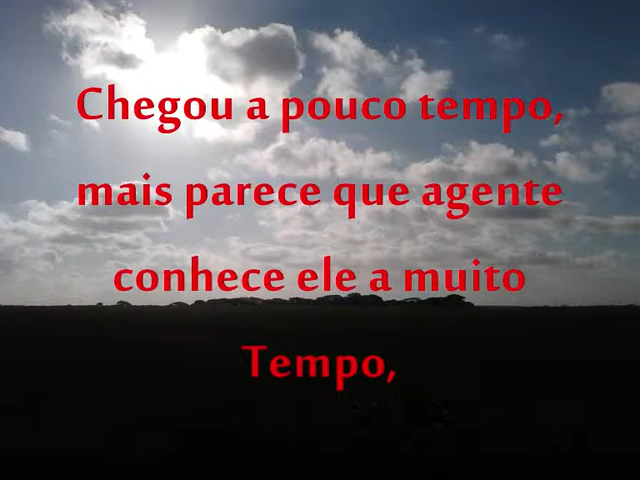 Chegou a pouco tempo,
mais parece que agente
conhece ele a muito
Tempo,